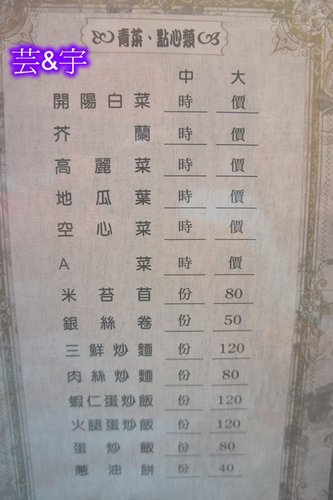 青菜、點心類
芸&宇
中 大
開陽白菜 時 價
芥蘭 時 價
高麗菜 時 價
地瓜葉 時 價
空心菜 時 價
A菜 時 價
米苔苜 份 80
銀絲卷 份 50
三鮮炒麵 份 120
肉絲炒麵 份 80
蝦仁蛋炒飯 份 120
火腿蛋炒飯 份 120
蛋炒飯 份 80
蔥油餅 份 40